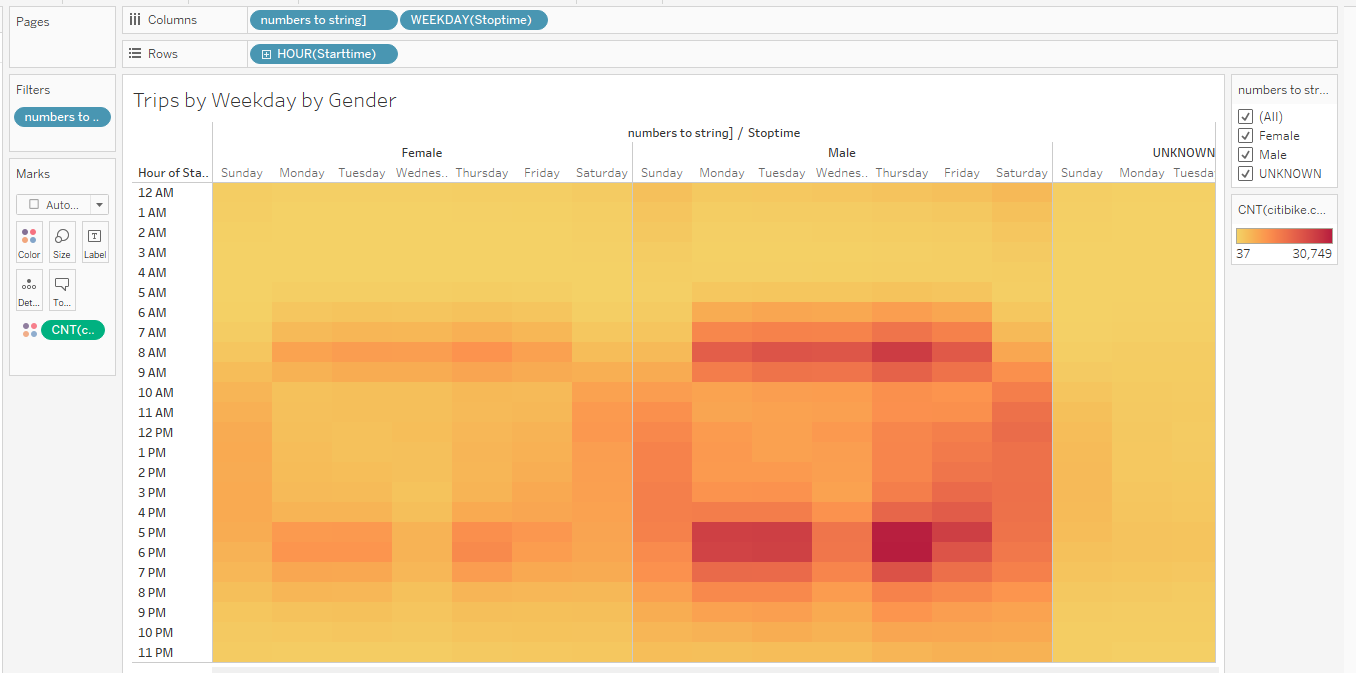 Pages
Columns
numbers to string]
WEEKDAY(Stoptime)
Rows
HOUR(Starttime)
Filters
numbers to ..
Marks
Auto...
Color
Size
Label
Det...
To...
CNT(c..
Trips by Weekday by Gender
numbers to string] / Stoptime
Female Male UNKNOWN
Hour of Sta.. Sunday Monday Tuesday Wednes.. Thursday Friday Saturday Sunday Monday Tuesday Wednes.. Thursday Friday Saturday Sunday Monday Tuesda
12 AM
1 AM
2 AM
3 AM
4 AM
5 AM
6 AM
7 AM
8 AM
9 AM
10 AM
11 AM
12 PM
1 PM
2 PM
3 PM
4 PM
5 PM
6 PM
7 PM
8 PM
9 PM
10 PM
11 PM
numbers to str...
(All)
Female
Male
UNKNOWN
CNT(citibike.c...
37 30,749